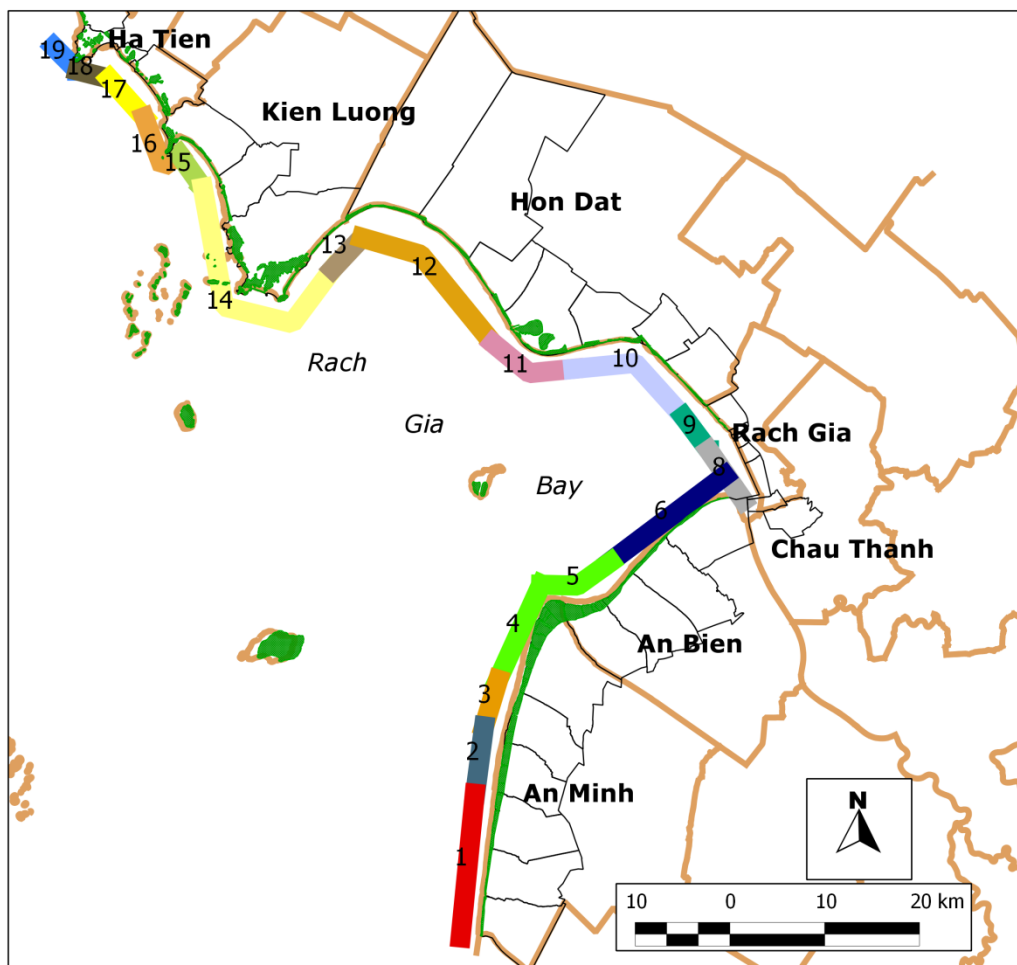 Ha Tien
19
18
17
Kien Luong
16
15
Hon Dat
13
12
14
Rach
10
11
Gia
9
Rach Gia
8
Bay
6
Chau Thanh
5
4
An Bien
3
2
An Minh
N
1
10 0 10 20 km